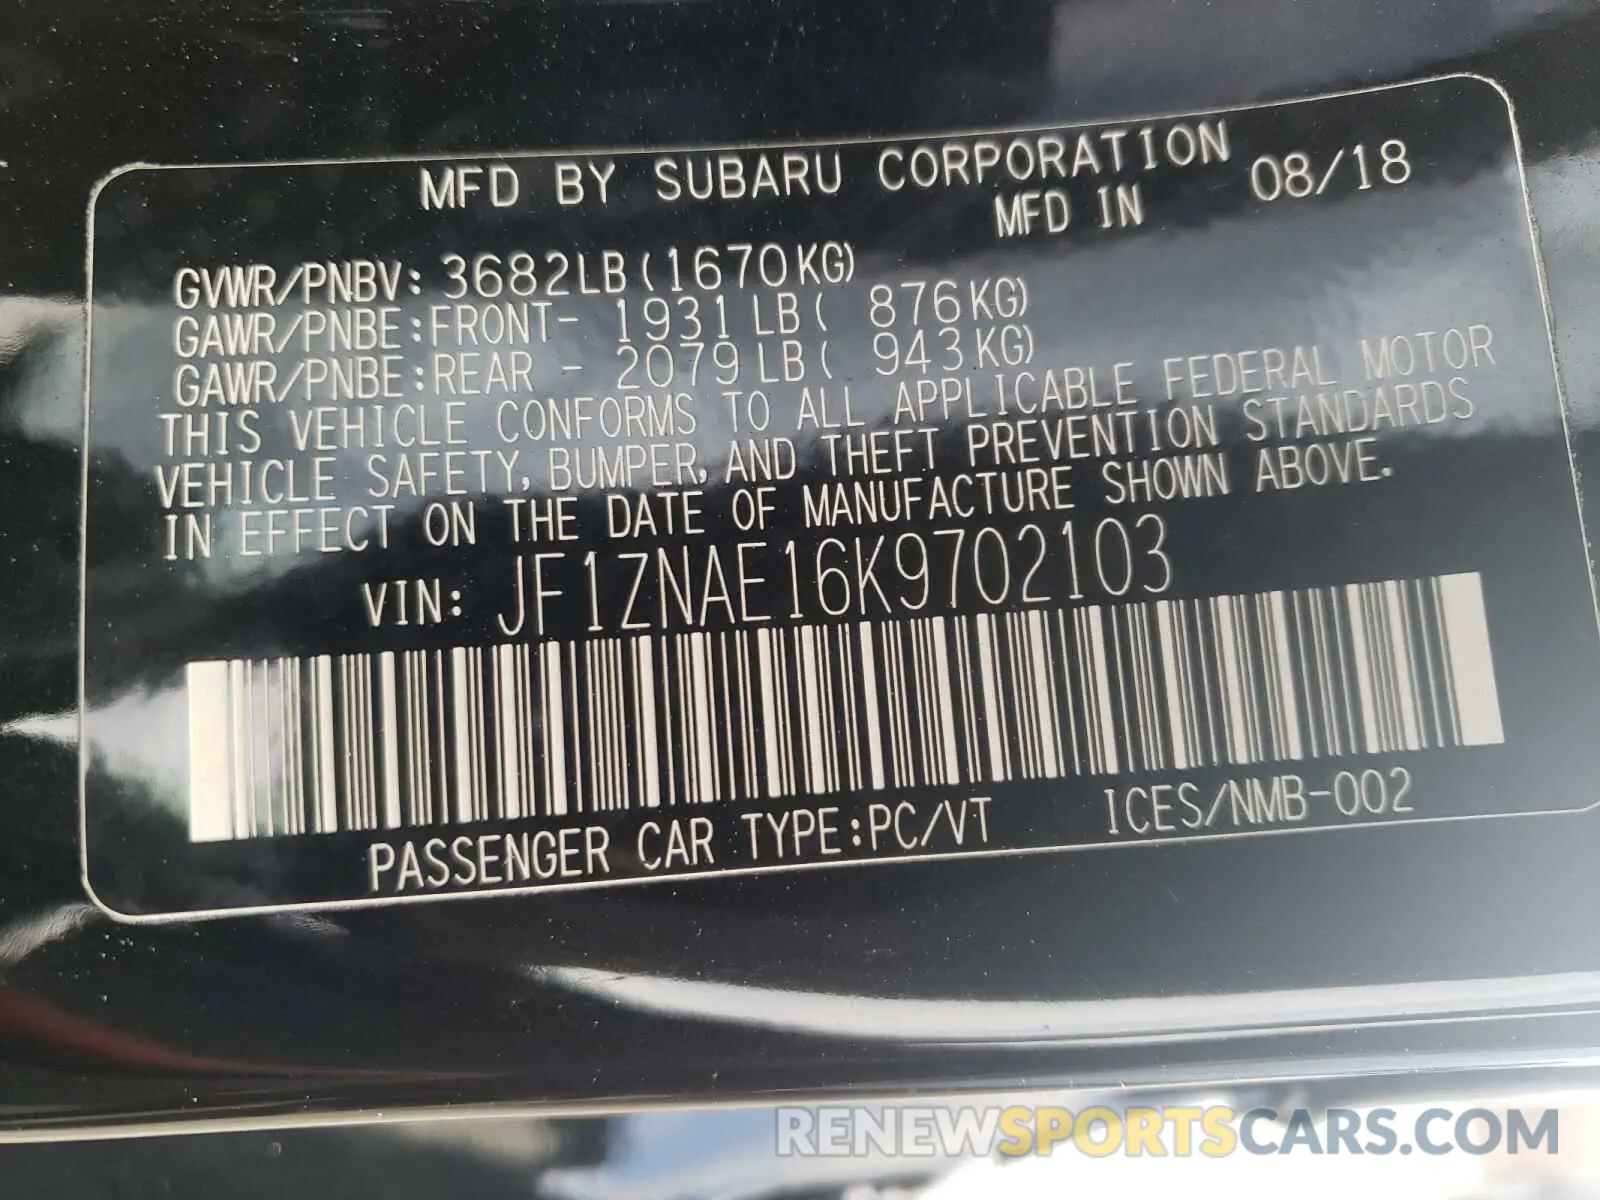 MFD BY SUBARU CORPORATION
MFD IN 08/18
GVWR/PNBV: 3682LB(1670KG)
GAWR/PNBE:FRONT- 1931LB( 876KG)
GAWR/PNBE:REAR - 2079LB( 943KG)
THIS VEHICLE CONFORMS TO ALL APPLICABLE FEDERAL MOTOR
VEHICLE SAFETY, BUMPER, AND THEFT PREVENTION STANDARDS
IN EFFECT ON THE DATE OF MANUFACTURE SHOWN ABOVE.
VIN: JF1ZNAE16K9702103
PASSENGER CAR TYPE:PC/VT ICES/NMB-002
RENEWSPORTSCARS.COM